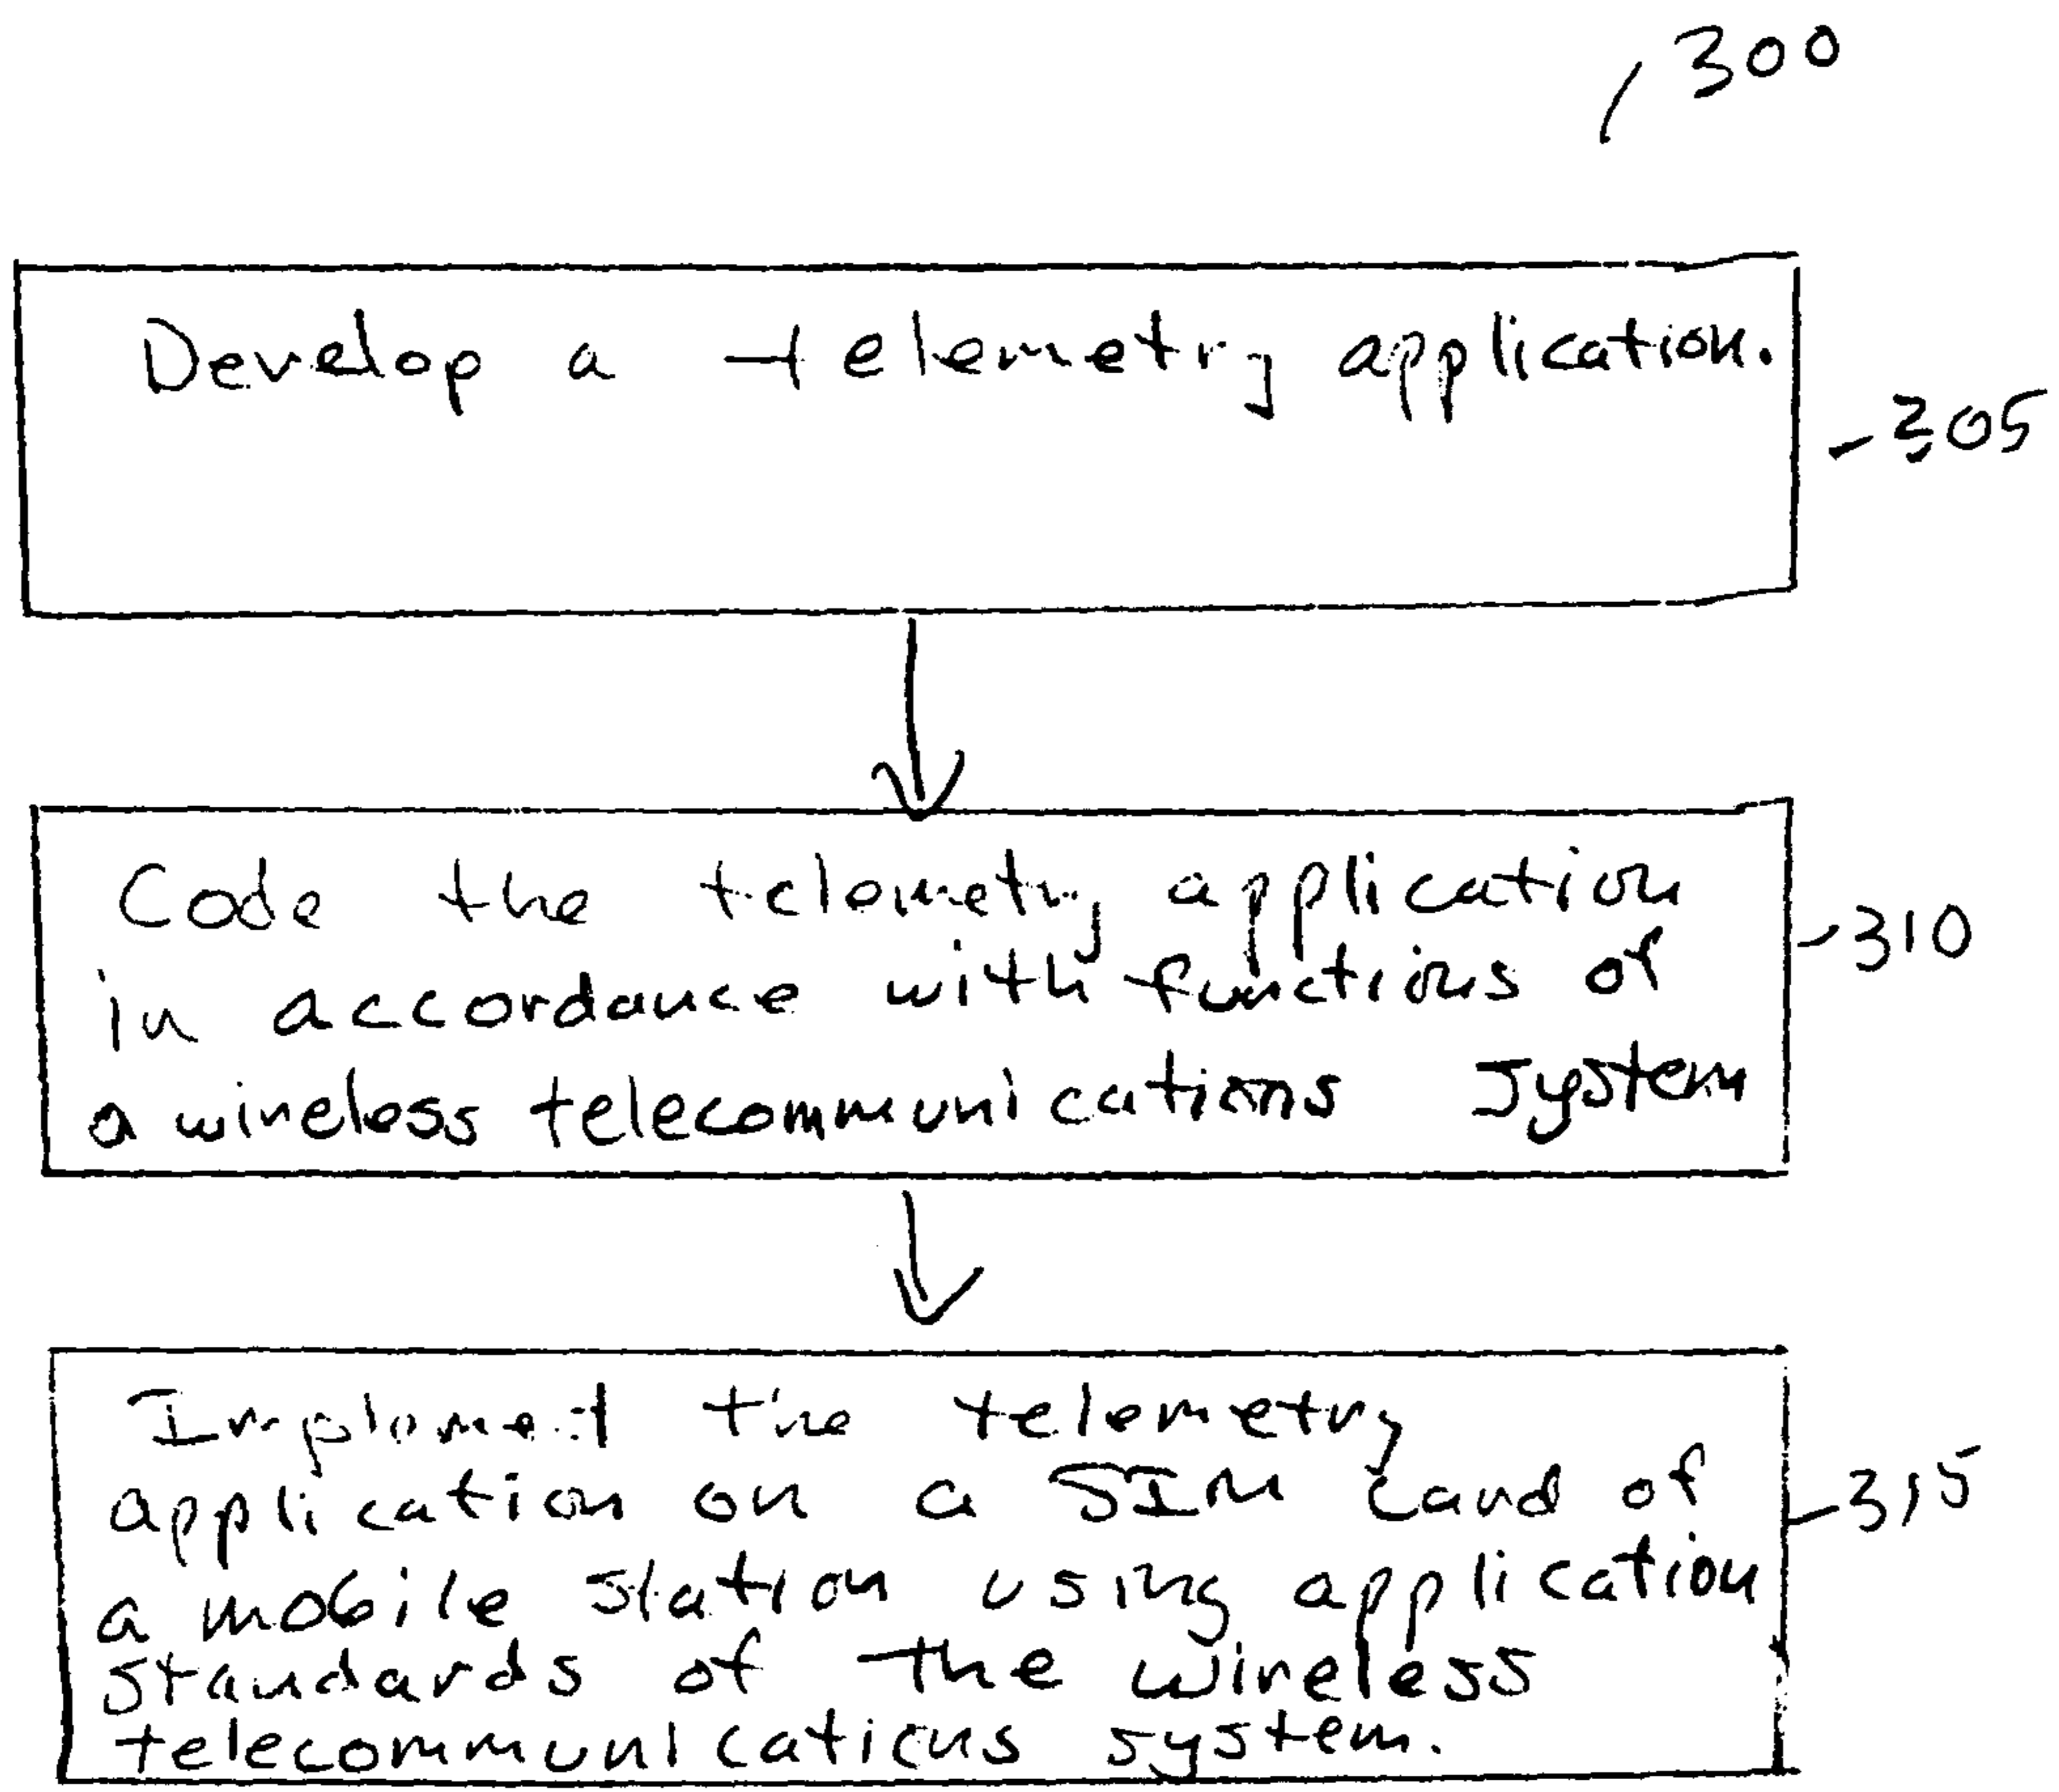 300
Develop a telemetry application.
305
Code the telemetry application
in accordance with functions of
a wireless telecommunications system
310
Implement the telemetry
application on a SIM card of
a mobile station using application
standards of the wireless
telecommunications system.
315